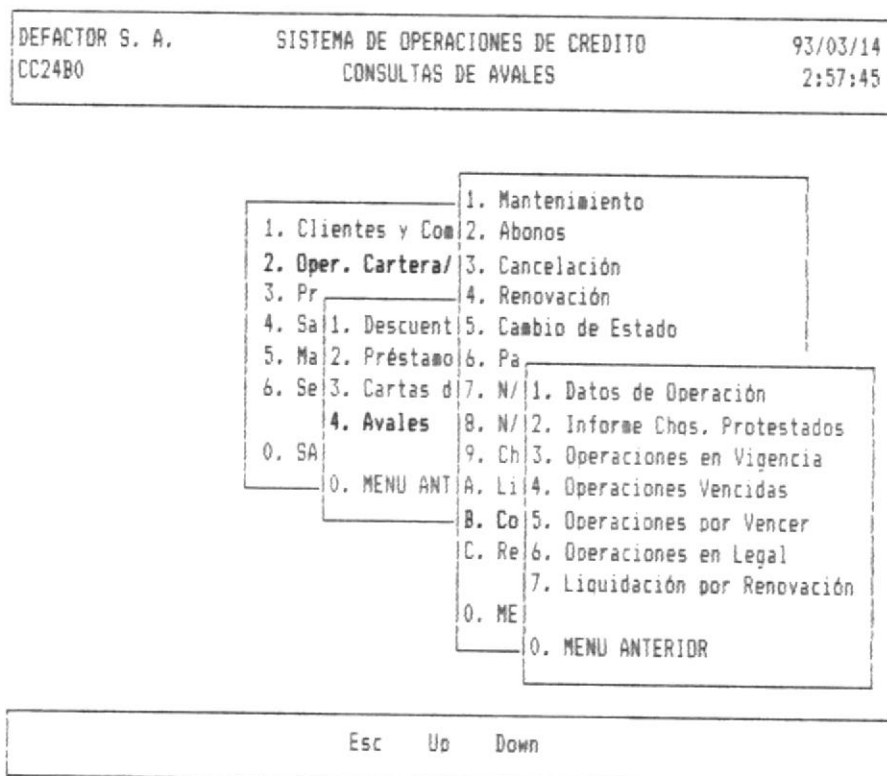 DEFACTOR S. A. SISTEMA DE OPERACIONES DE CREDITO 93/03/14
CC24B0 CONSULTAS DE AVALES 2:57:45
1. Mantenimiento
1. Clientes y Com 2. Abonos
2. Oper. Cartera/ 3. Cancelación
3. Pr 4. Renovación
4. Sa 1. Descuent 5. Cambio de Estado
5. Ma 2. Préstamo 6. Pa
6. Se 3. Cartas d 7. N/ 1. Datos de Operación
4. Avales 8. N/ 2. Informe Chqs. Protestados
0. SA 9. Ch 3. Operaciones en Vigencia
0. MENU ANT A. Li 4. Operaciones Vencidas
B. Co 5. Operaciones por Vencer
C. Re 6. Operaciones en Legal
7. Liquidación por Renovación
0. ME
0. MENU ANTERIOR
Esc Up Down